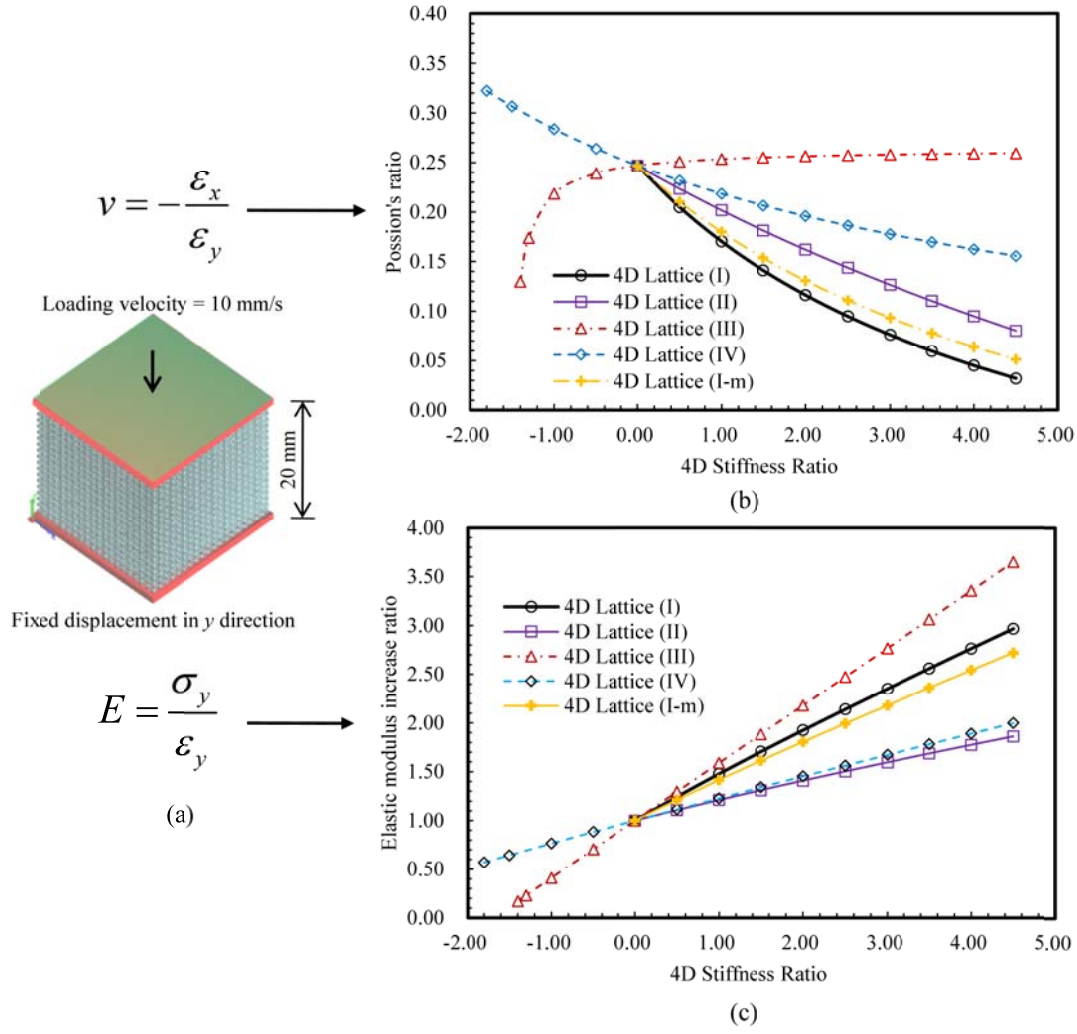 v = − εx / εy
Loading velocity = 10 mm/s
20 mm
Fixed displacement in y direction
E = σy / εy
(a)
0.40
0.35
0.30
0.25
0.20
0.15
0.10
0.05
0.00
Possion's ratio
4D Lattice (I)
4D Lattice (II)
4D Lattice (III)
4D Lattice (IV)
4D Lattice (I-m)
-2.00 -1.00 0.00 1.00 2.00 3.00 4.00 5.00
4D Stiffness Ratio
(b)
4.00
3.50
3.00
2.50
2.00
1.50
1.00
0.50
0.00
Elastic modulus increase ratio
4D Lattice (I)
4D Lattice (II)
4D Lattice (III)
4D Lattice (IV)
4D Lattice (I-m)
-2.00 -1.00 0.00 1.00 2.00 3.00 4.00 5.00
4D Stiffness Ratio
(c)